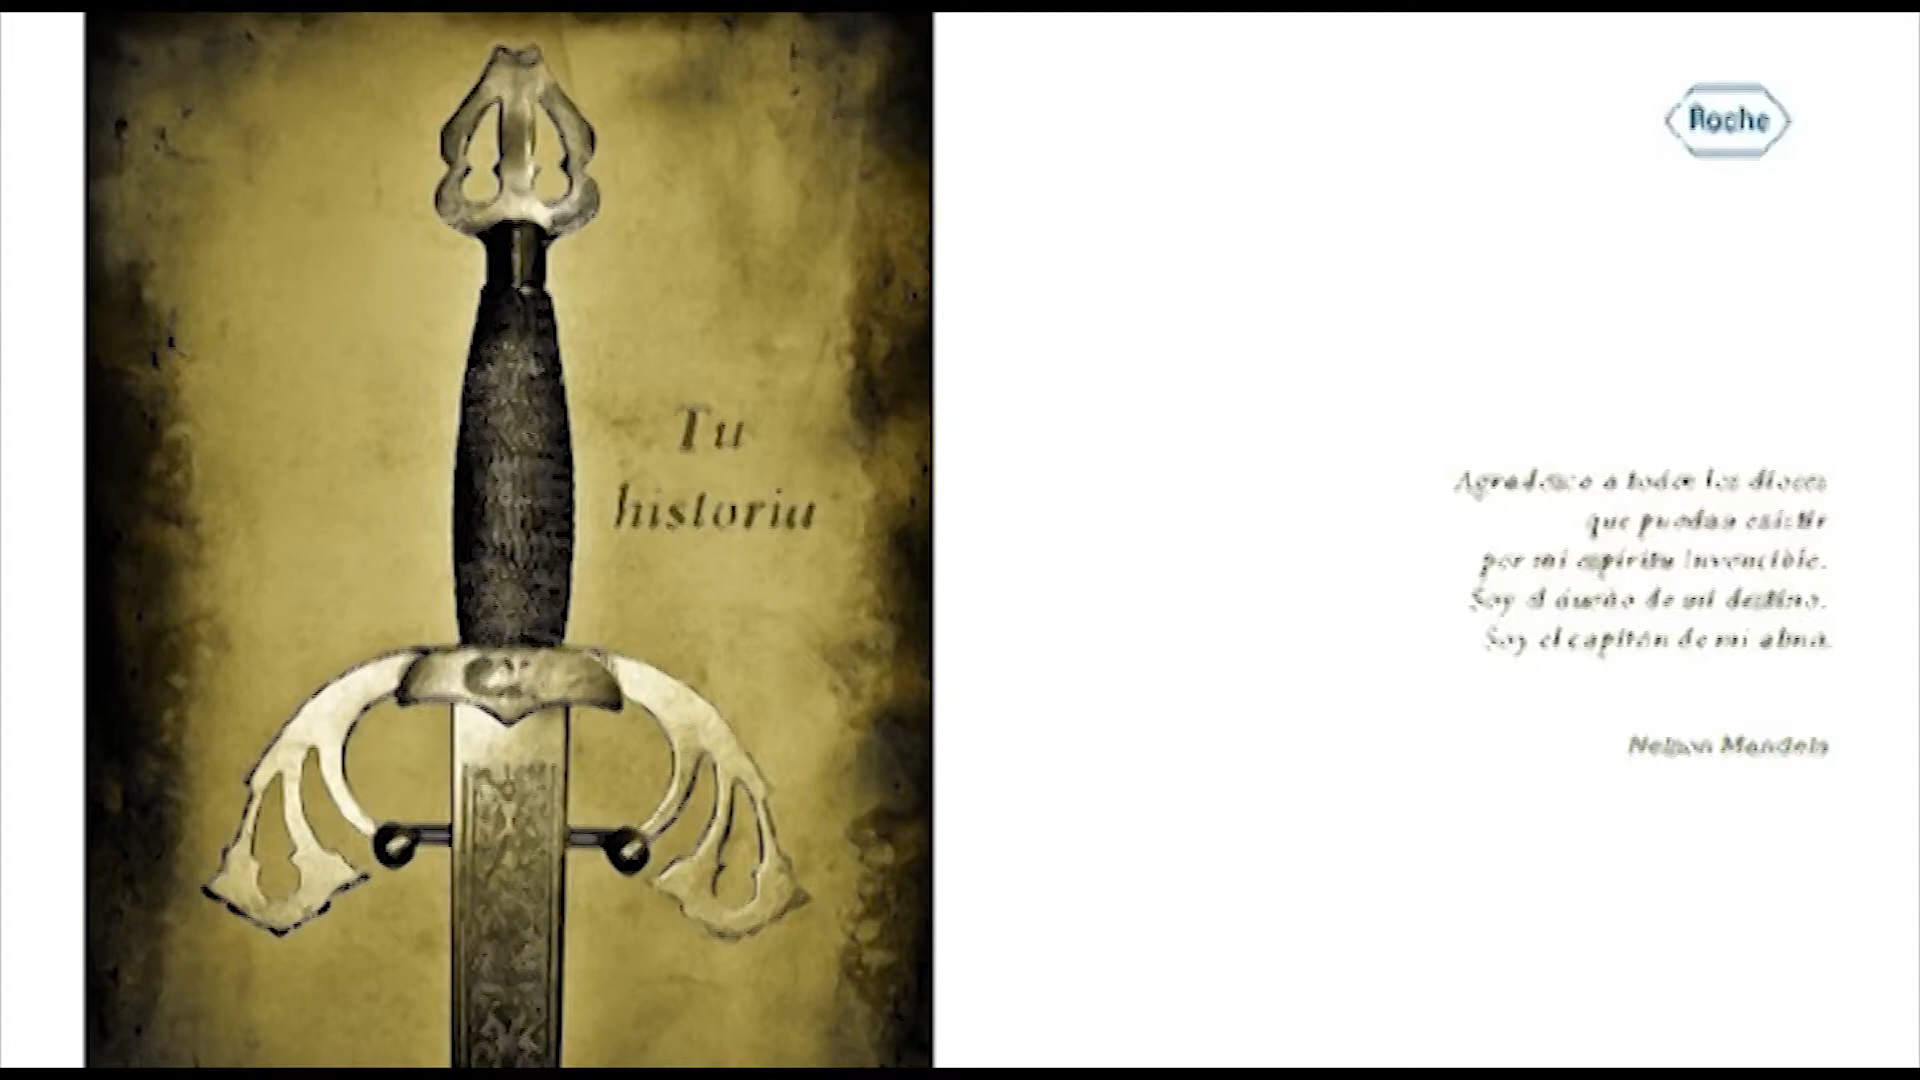 Tu
historia
Roche
Agradezco a todos los dioses
que puedan existir
por mi espíritu invencible.
Soy el dueño de mi destino.
Soy el capitán de mi alma.
Nelson Mandela